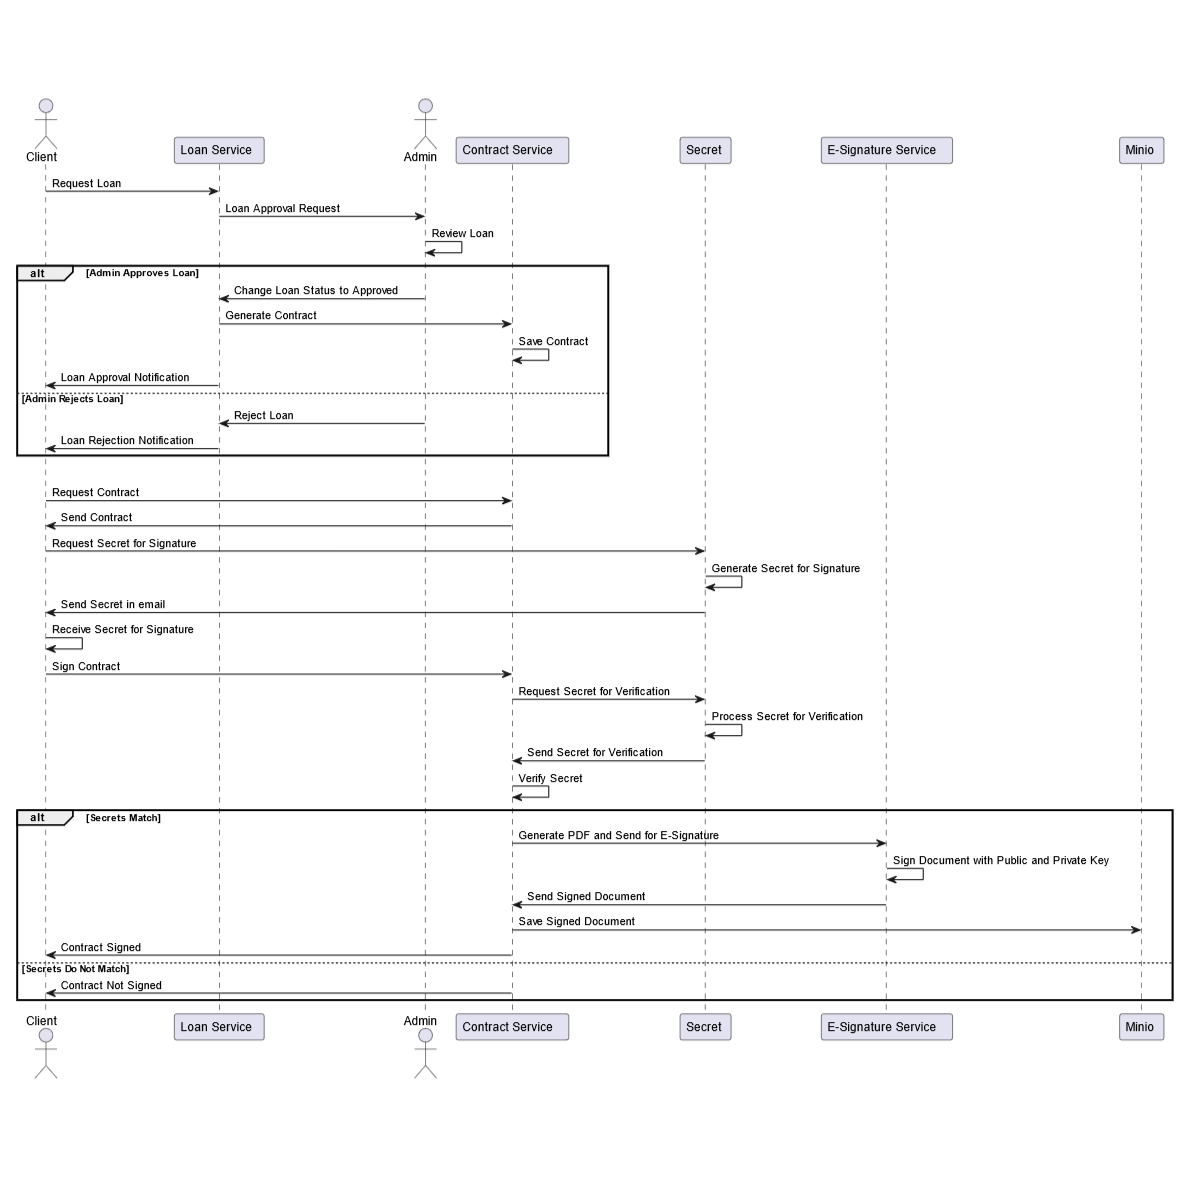 Client
Loan Service
Admin
Contract Service
Secret
E-Signature Service
Minio
Request Loan
Loan Approval Request
Review Loan
alt
[Admin Approves Loan]
Change Loan Status to Approved
Generate Contract
Save Contract
Loan Approval Notification
[Admin Rejects Loan]
Reject Loan
Loan Rejection Notification
Request Contract
Send Contract
Request Secret for Signature
Generate Secret for Signature
Send Secret in email
Receive Secret for Signature
Sign Contract
Request Secret for Verification
Process Secret for Verification
Send Secret for Verification
Verify Secret
alt
[Secrets Match]
Generate PDF and Send for E-Signature
Sign Document with Public and Private Key
Send Signed Document
Save Signed Document
Contract Signed
[Secrets Do Not Match]
Contract Not Signed
Client
Loan Service
Admin
Contract Service
Secret
E-Signature Service
Minio